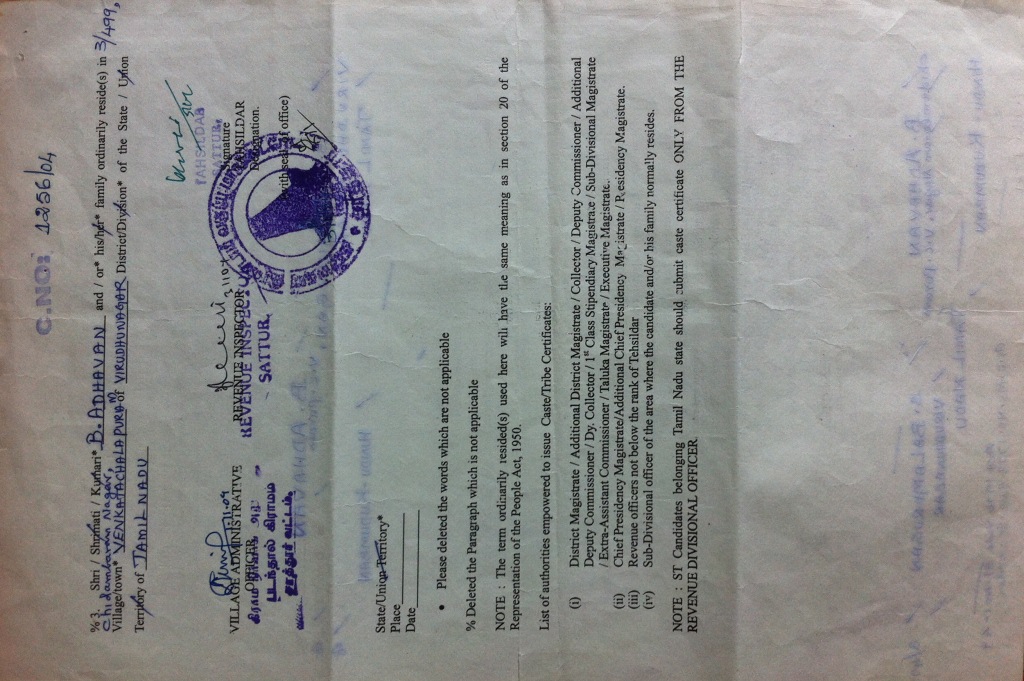 C.NO: 1256/04
%3. Shri / Shrimati / Kumari* B. ADHAVAN and / or* his/her* family ordinarily reside(s) in 3/499,
Chidambaram Nagar,
Village/town* VENKATACHALAPURAM of VIRUDHUNAGAR District/Division* of the State / Union
Territory of TAMIL NADU
VILLAGE ADMINISTRATIVE
OFFICER
REVENUE INSPECTOR
REVENUE INSPECTOR
SATTUR
TAHSILDAR
SATTUR
Signature
TAHSILDAR
Designation.
(with seal of office)
State/Union Territory*
Place
Date
• Please deleted the words which are not applicable
% Deleted the Paragraph which is not applicable
NOTE : The term ordinarily resided(s) used here will have the same meaning as in section 20 of the
Representation of the People Act, 1950.
List of authorities empowered to issue Caste/Tribe Certificates:
(i) District Magistrate / Additional District Magistrate / Collector / Deputy Commissioner / Additional
Deputy Commissioner / Dy. Collector / 1st Class Stipendiary Magistrate / Sub-Divisional Magistrate
/ Extra-Assistant Commissioner / Taluka Magistrate / Executive Magistrate.
(ii) Chief Presidency Magistrate/Additional Chief Presidency Magistrate / Presidency Magistrate.
(iii) Revenue officers not below the rank of Tehsildar
(iv) Sub-Divisional officer of the area where the candidate and/or his family normally resides.
NOTE : ST Candidates belonging Tamil Nadu state should submit caste certificate ONLY FROM THE
REVENUE DIVISIONAL OFFICER